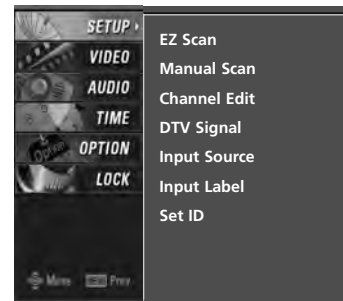 SETUP
VIDEO
AUDIO
TIME
OPTION
LOCK
Move Prev
EZ Scan
Manual Scan
Channel Edit
DTV Signal
Input Source
Input Label
Set ID